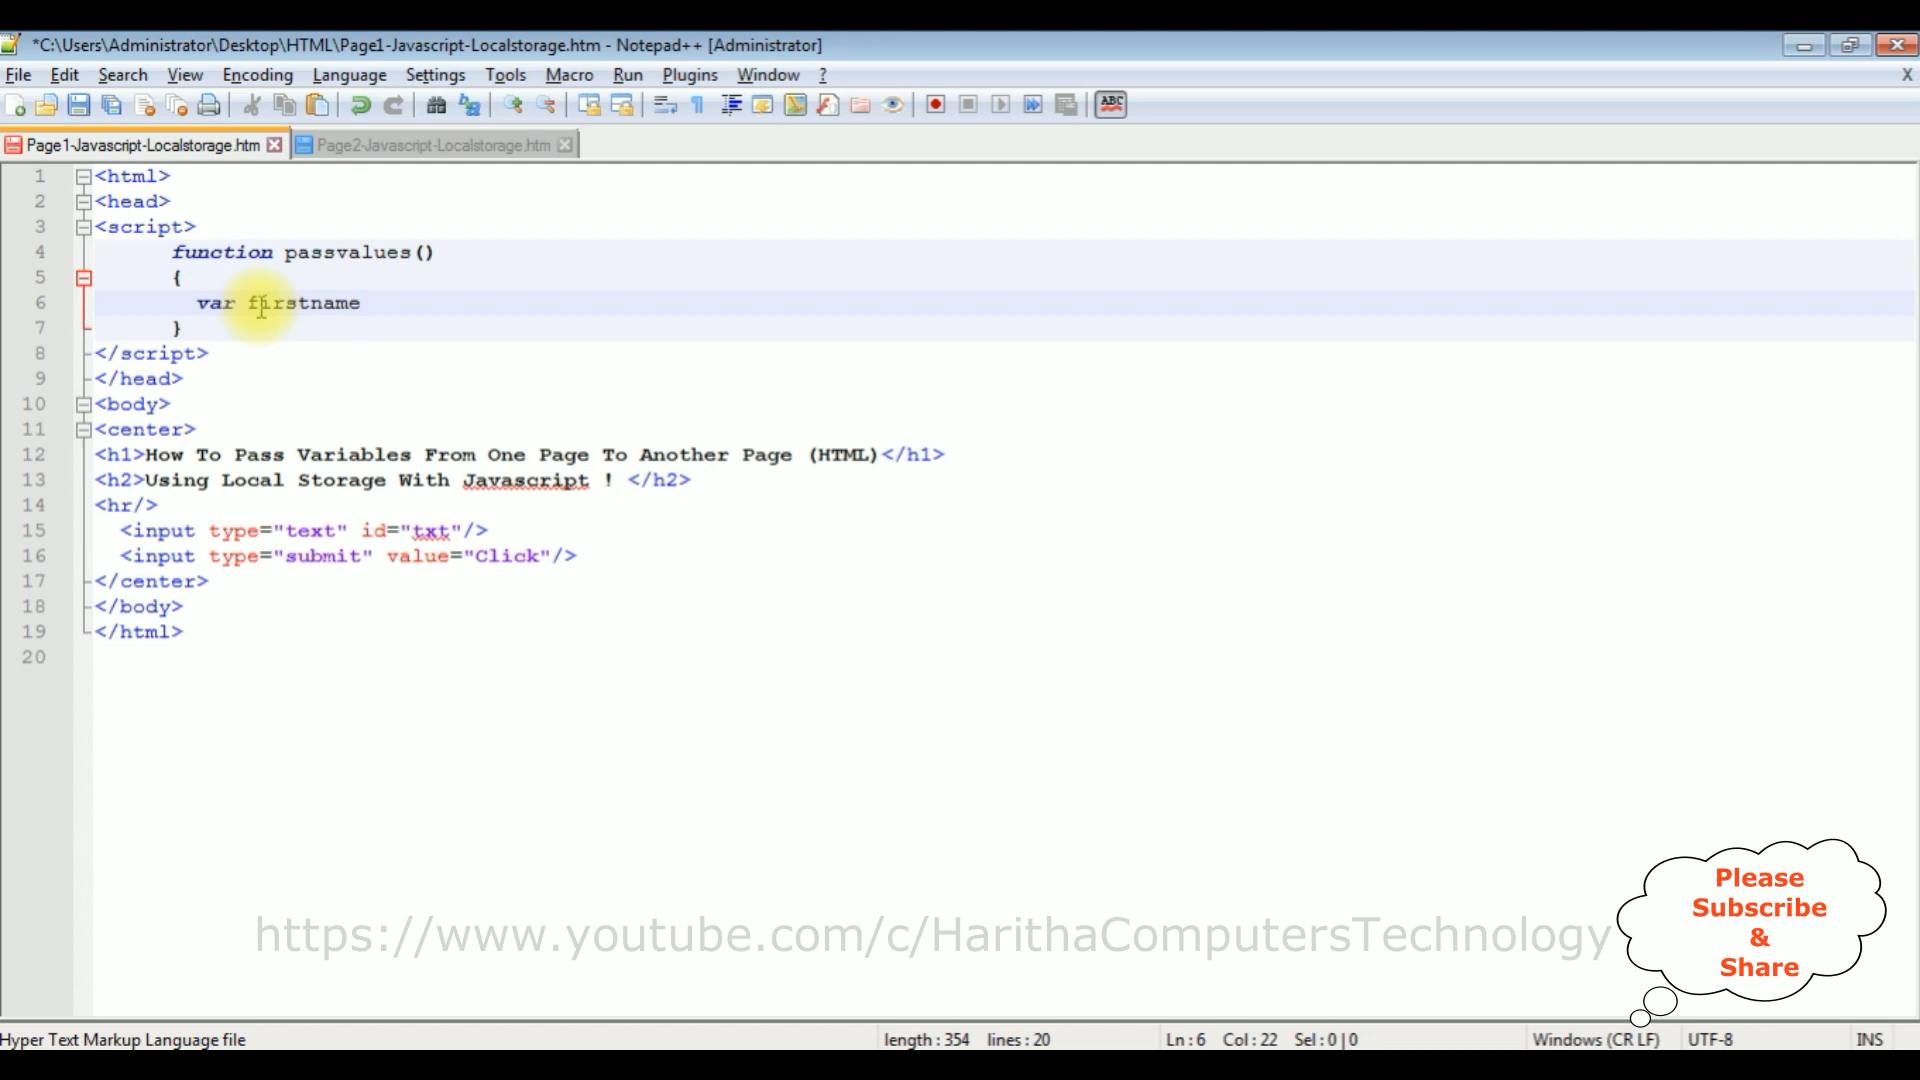 *C:\Users\Administrator\Desktop\HTML\Page1-Javascript-Localstorage.htm - Notepad++ [Administrator]
File Edit Search View Encoding Language Settings Tools Macro Run Plugins Window ? X
ABC
Page1-Javascript-Localstorage.htm Page2-Javascript-Localstorage.htm
1 <html>
2 <head>
3 <script>
4 function passvalues()
5 {
6 var firstname
7 }
8 </script>
9 </head>
10 <body>
11 <center>
12 <h1>How To Pass Variables From One Page To Another Page (HTML)</h1>
13 <h2>Using Local Storage With Javascript ! </h2>
14 <hr/>
15 <input type="text" id="txt"/>
16 <input type="submit" value="Click"/>
17 </center>
18 </body>
19 </html>
20
Please
Subscribe
&
Share
https://www.youtube.com/c/HarithaComputersTechnology
Hyper Text Markup Language file length : 354 lines : 20 Ln : 6 Col : 22 Sel : 0 | 0 Windows (CR LF) UTF-8 INS